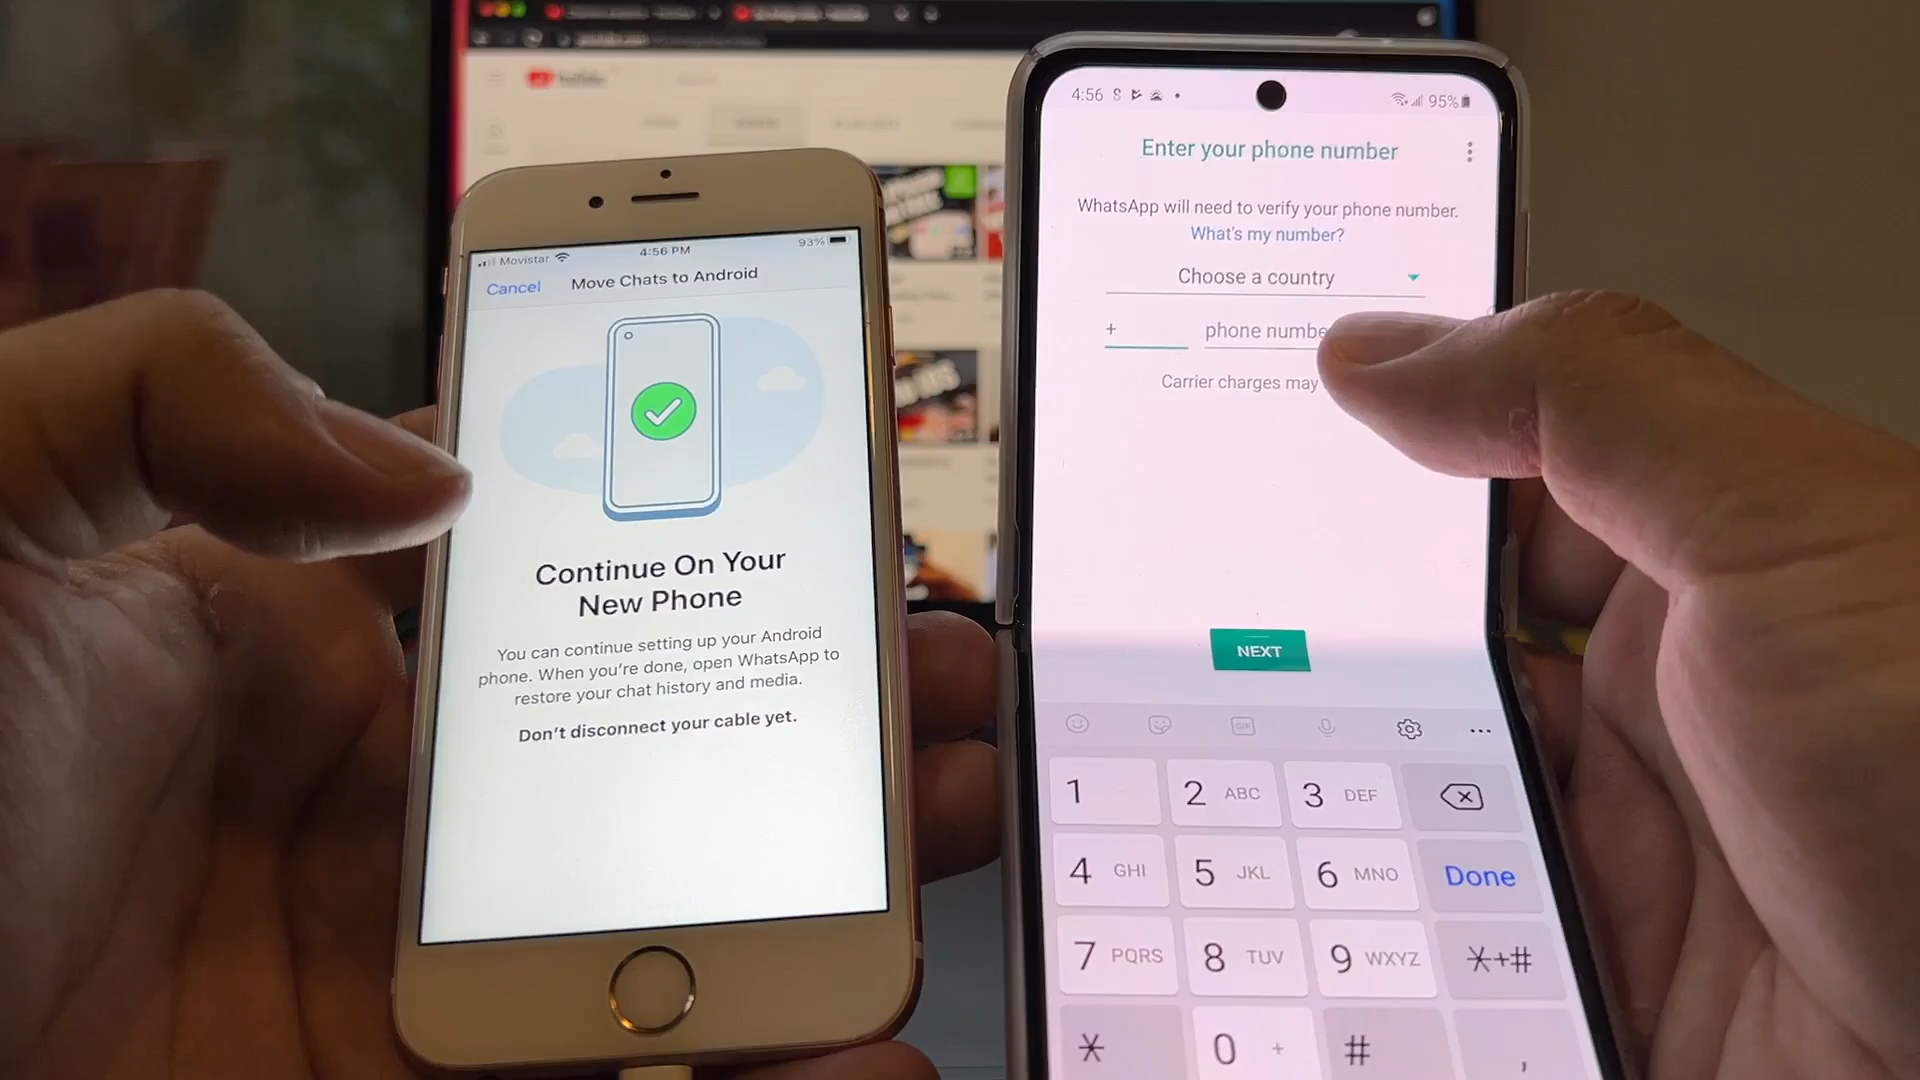 Movistar
4:56 PM
93%
Cancel
Move Chats to Android
Continue On Your
New Phone
You can continue setting up your Android
phone. When you're done, open WhatsApp to
restore your chat history and media.
Don't disconnect your cable yet.
4:56
95%
Enter your phone number
WhatsApp will need to verify your phone number.
What's my number?
Choose a country
+ phone numbe
Carrier charges may
NEXT
GIF
1 2 ABC 3 DEF
4 GHI 5 JKL 6 MNO Done
7 PQRS 8 TUV 9 WXYZ *+#
* 0 + # ,